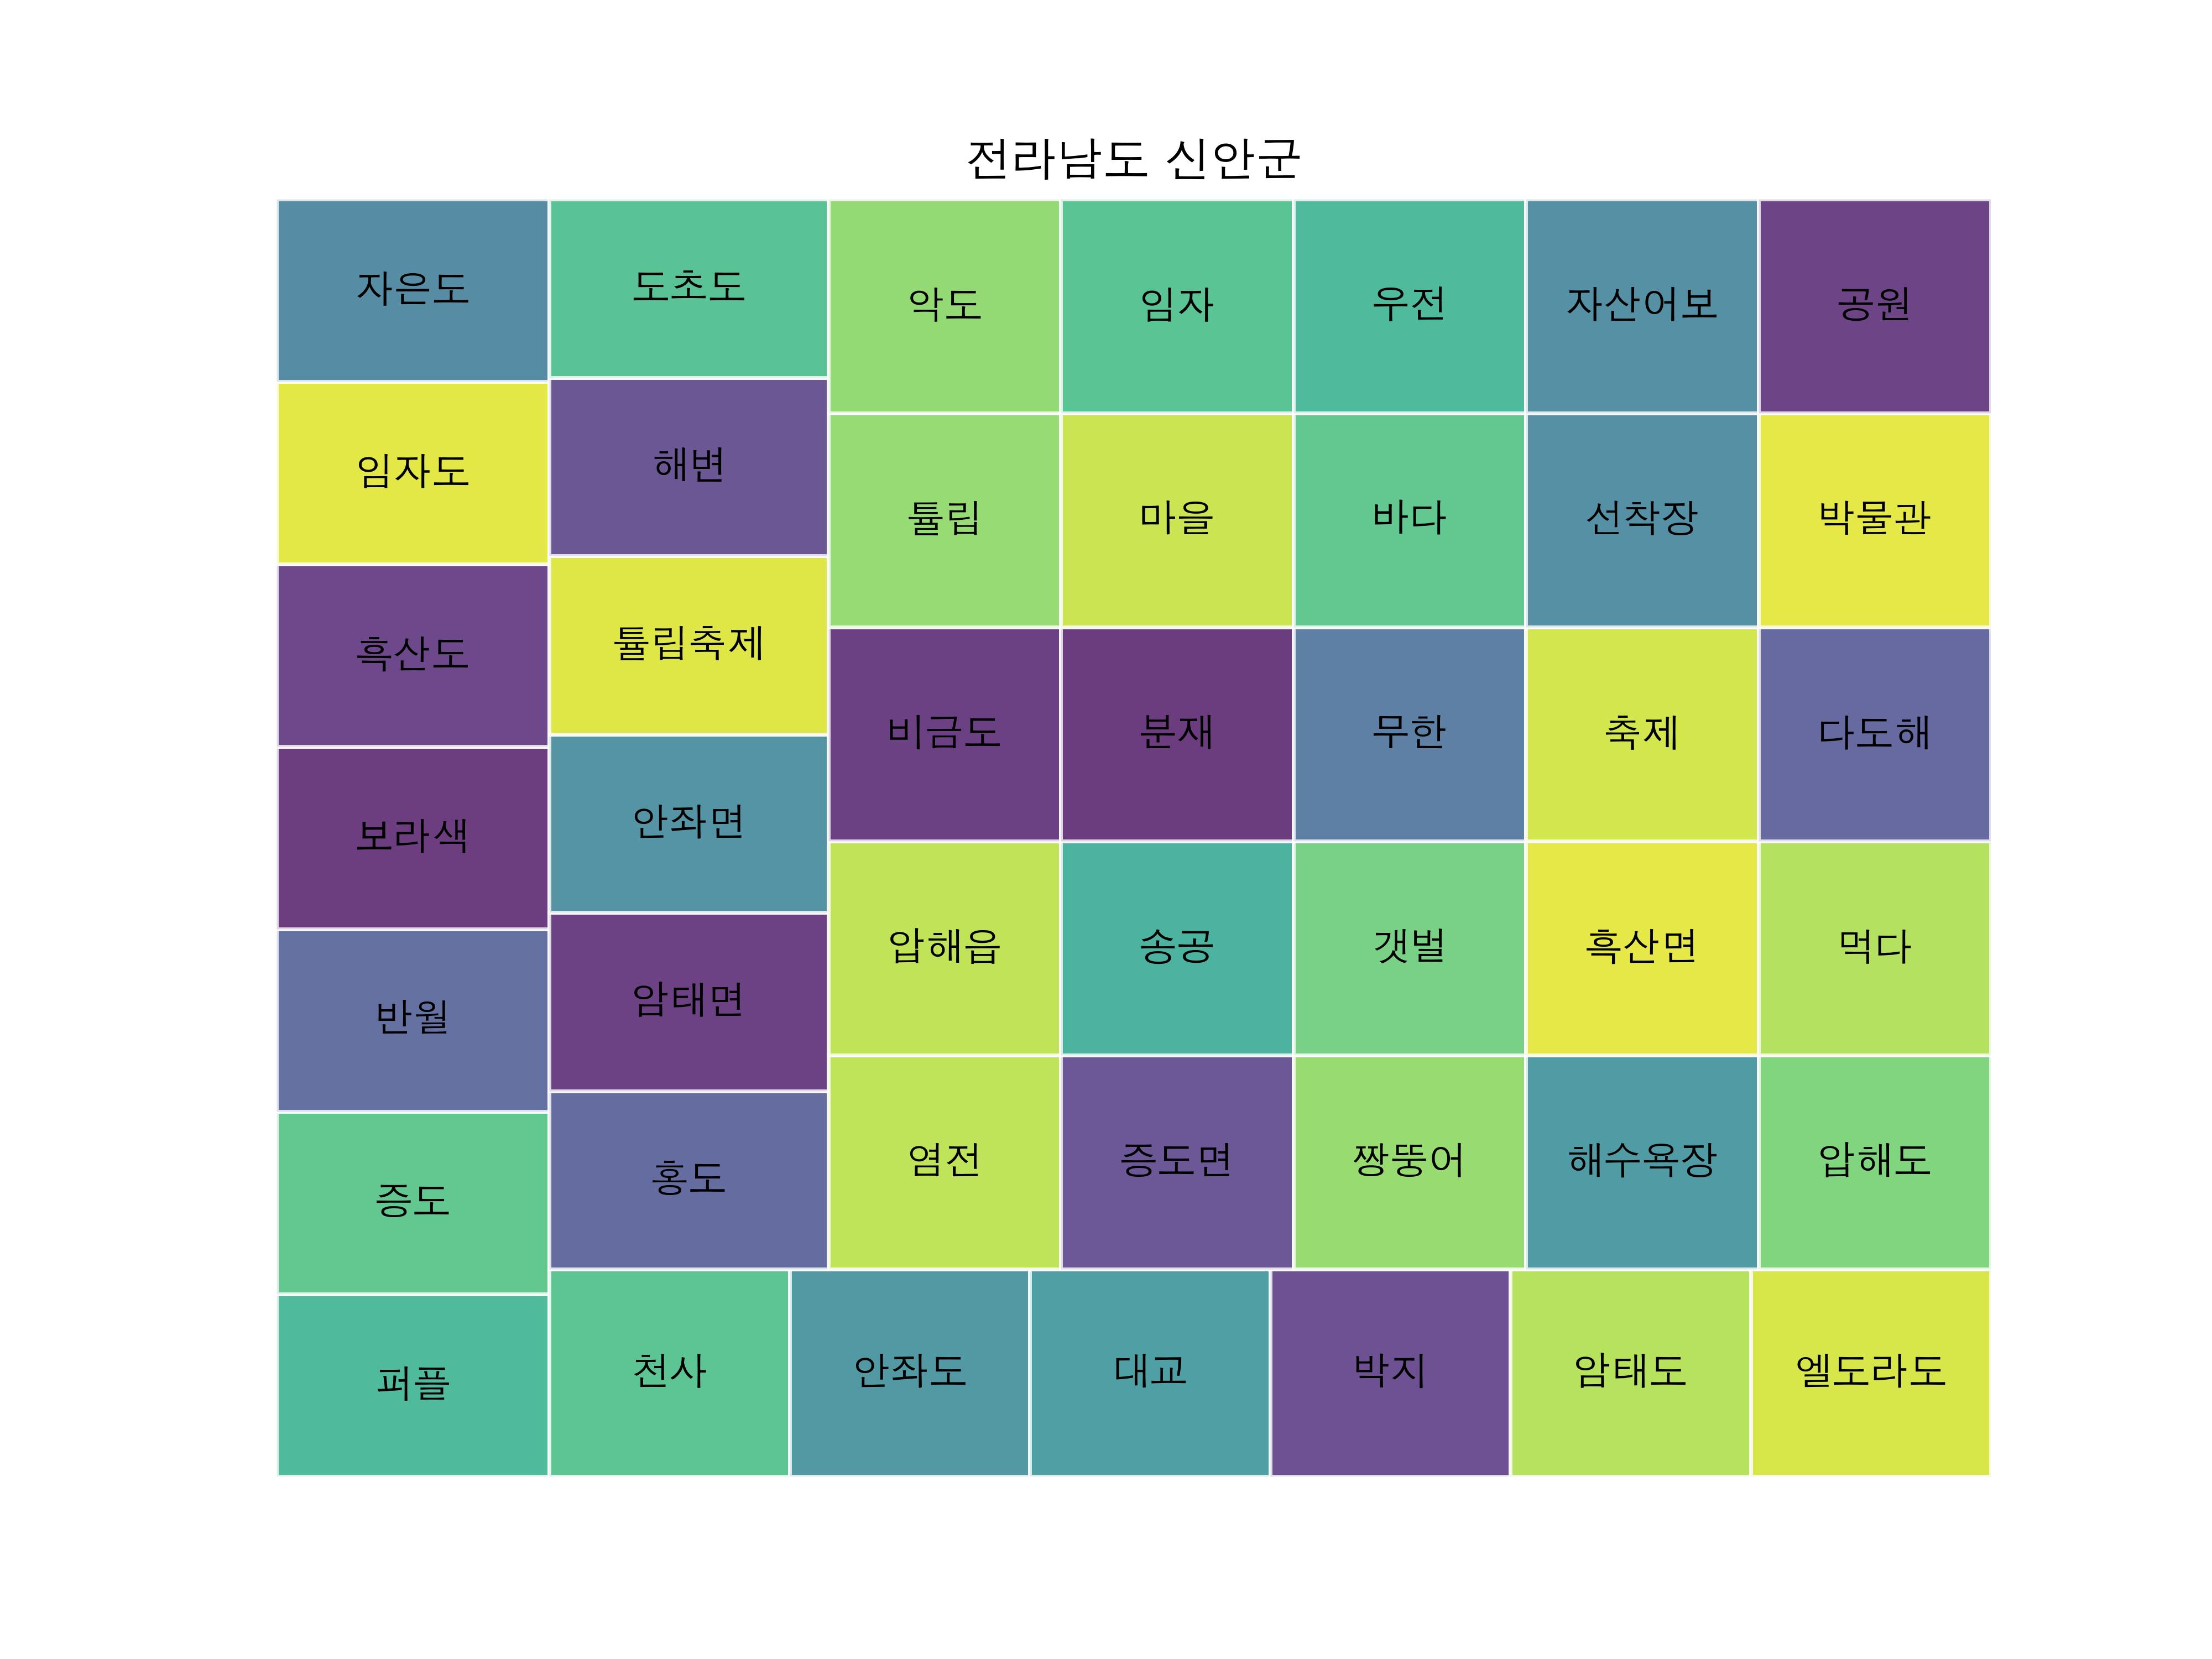 전라남도 신안군
자은도
도초도
악도
임자
우전
자산어보
공원
임자도
해변
튤립
마을
바다
선착장
박물관
흑산도
튤립축제
비금도
분재
무한
축제
다도해
보라색
안좌면
압해읍
송공
갯벌
흑산면
먹다
반월
암태면
염전
증도면
짱뚱어
해수욕장
압해도
증도
홍도
퍼플
천사
안좌도
대교
박지
암태도
엘도라도